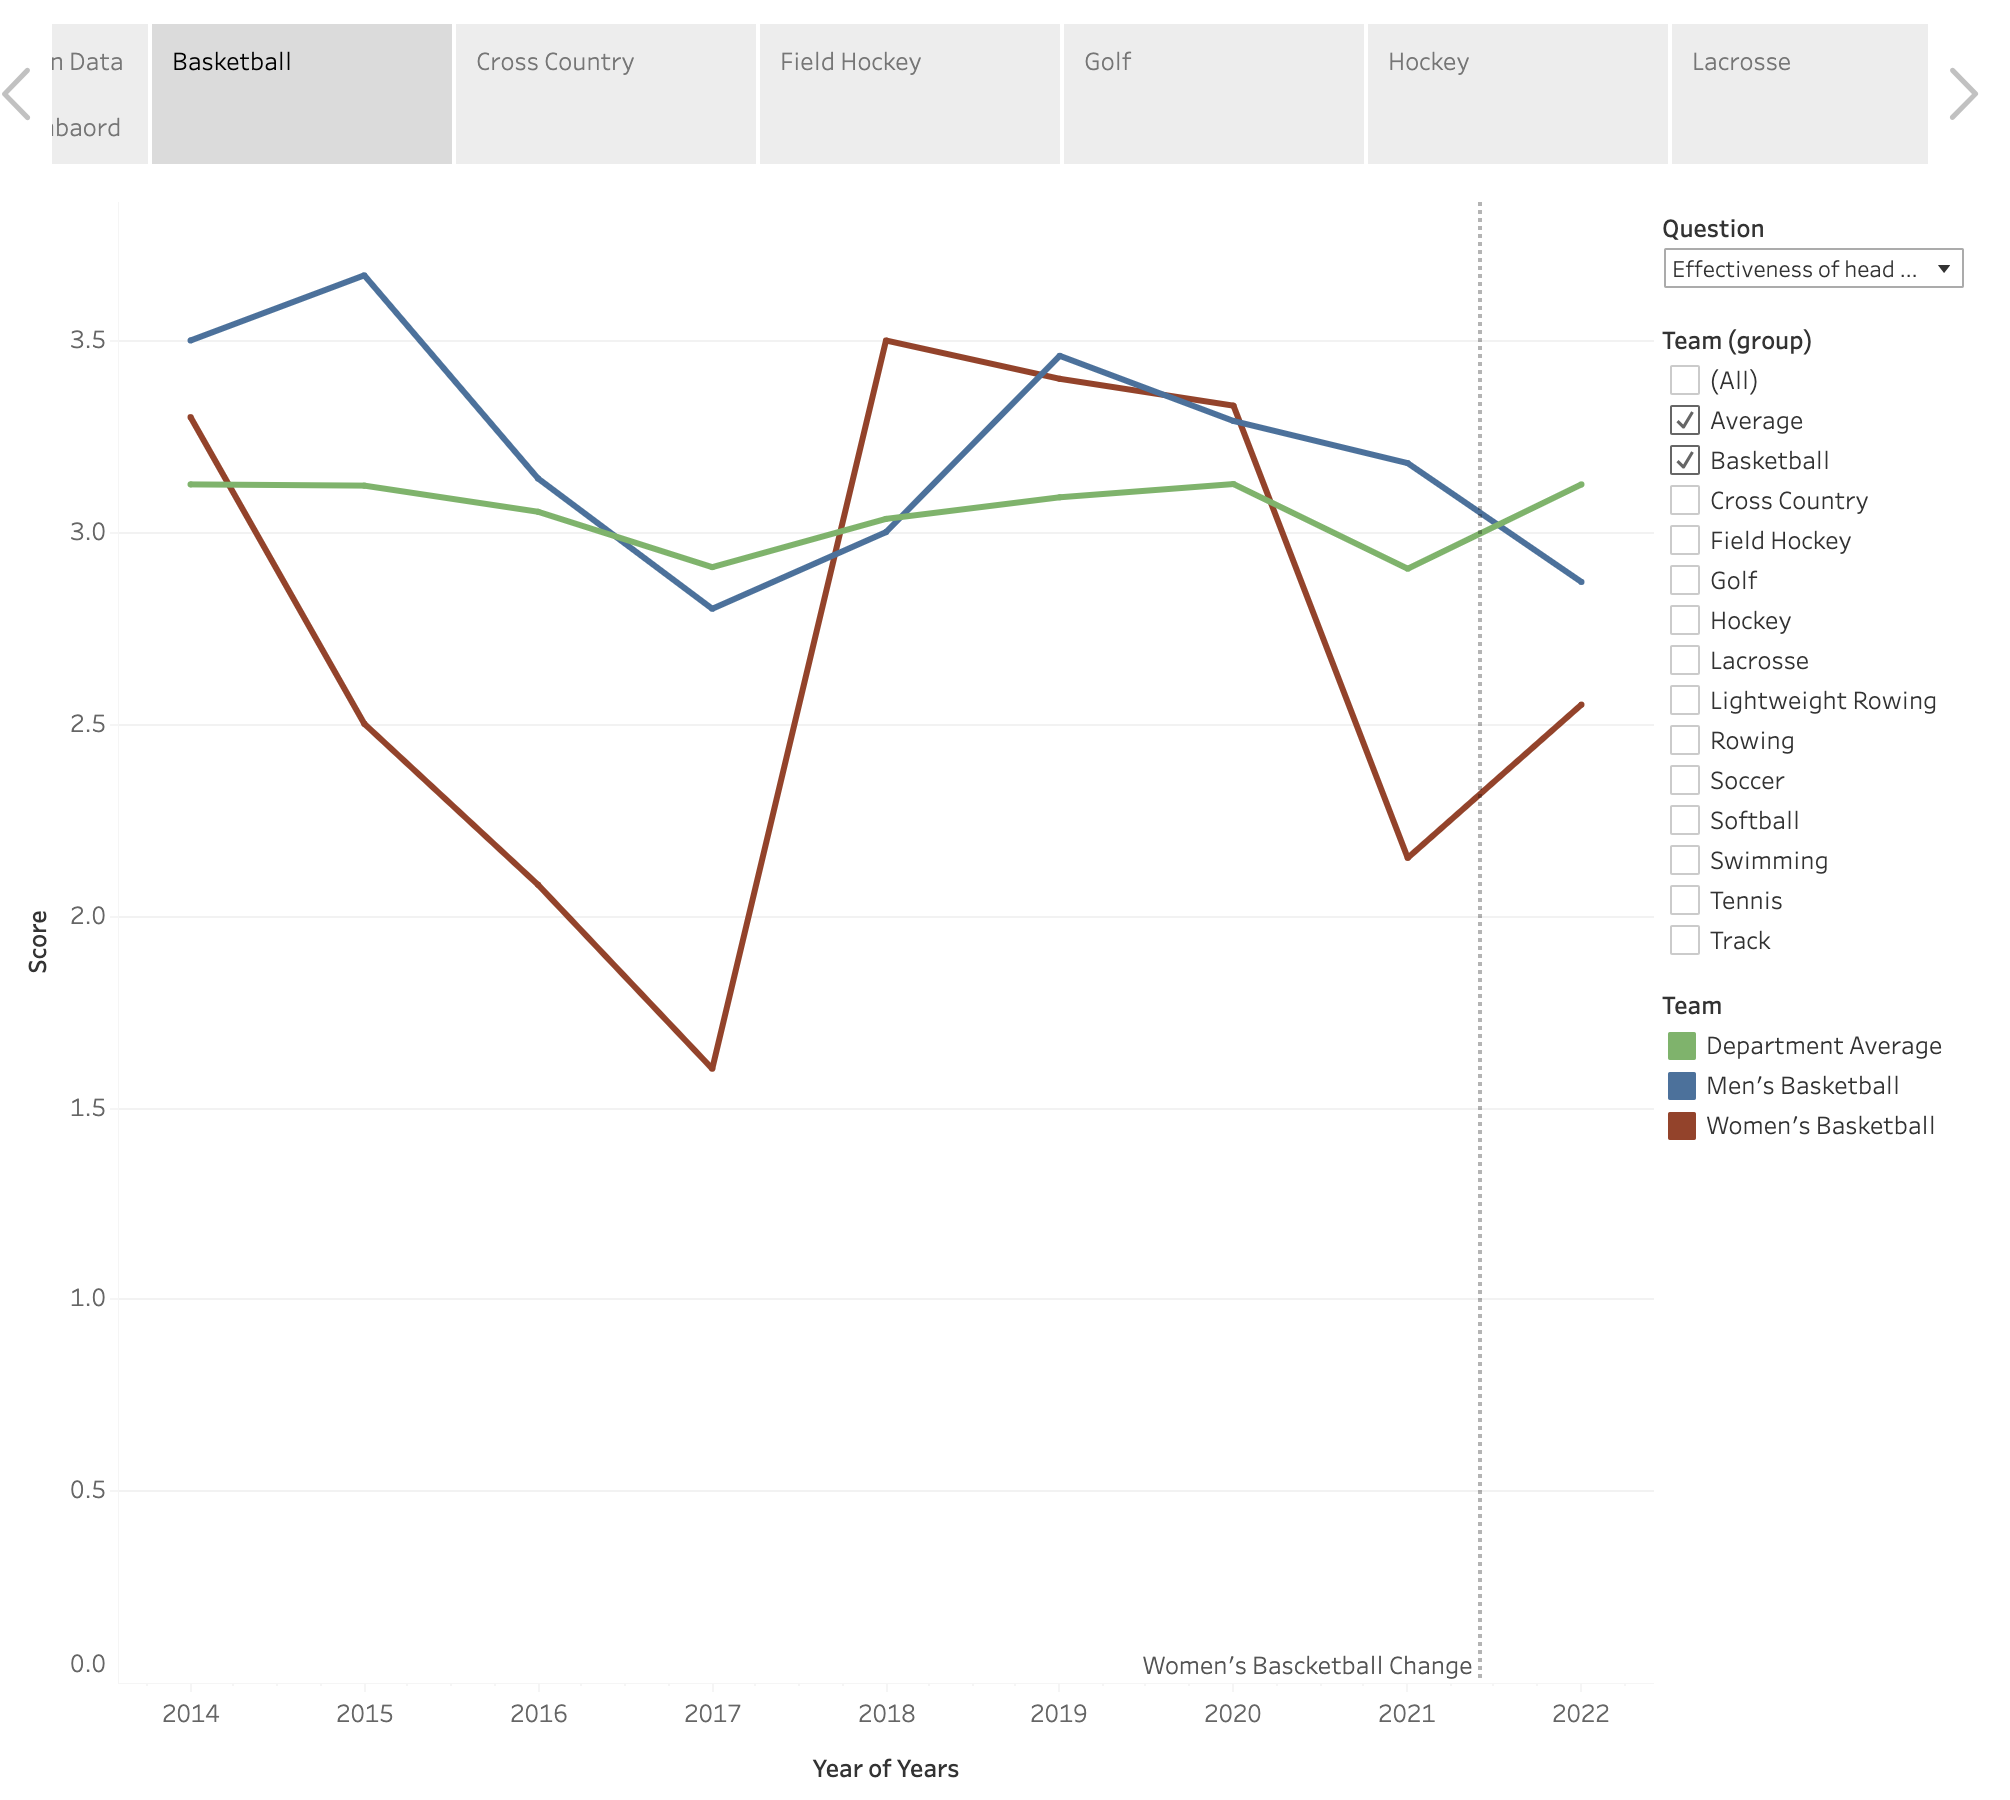 n Data
baord
Basketball
Cross Country
Field Hockey
Golf
Hockey
Lacrosse
Question
Effectiveness of head ...
Team (group)
(All)
Average
Basketball
Cross Country
Field Hockey
Golf
Hockey
Lacrosse
Lightweight Rowing
Rowing
Soccer
Softball
Swimming
Tennis
Track
Team
Department Average
Men's Basketball
Women's Basketball
Score
3.5
3.0
2.5
2.0
1.5
1.0
0.5
0.0
Women's Bascketball Change
2014
2015
2016
2017
2018
2019
2020
2021
2022
Year of Years